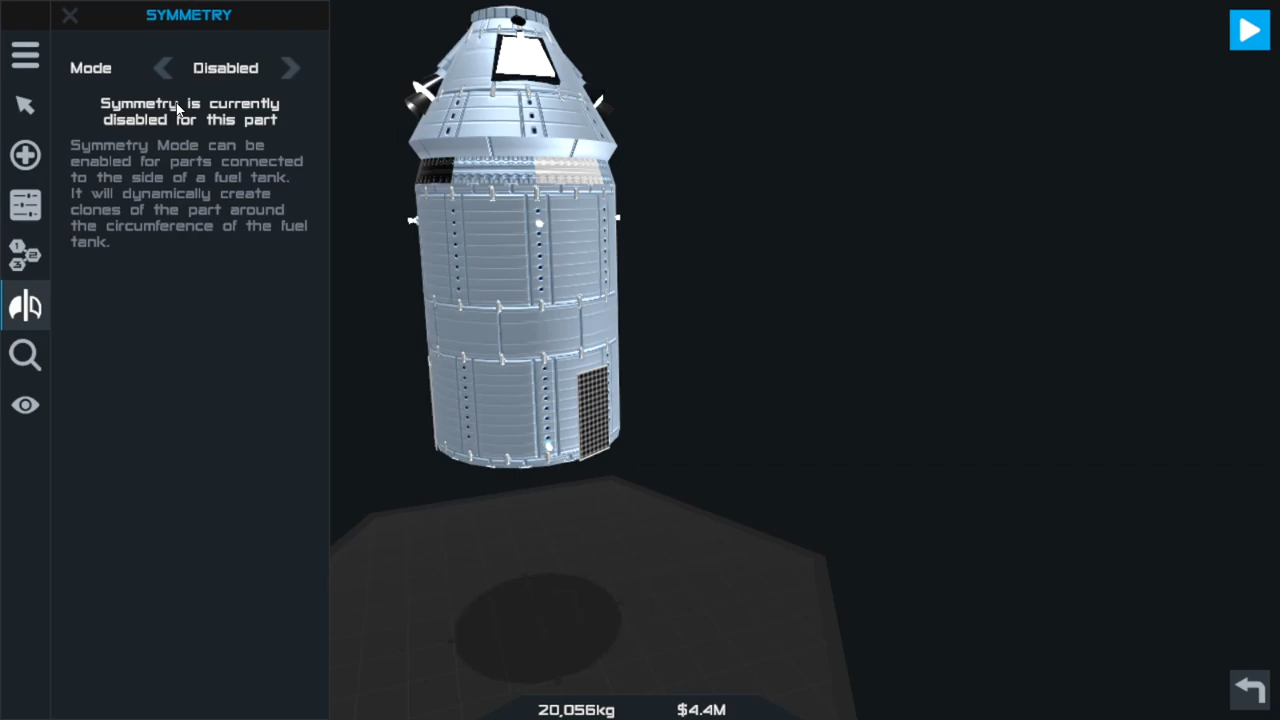 SYMMETRY
Mode
Disabled
Symmetry is currently
disabled for this part
Symmetry Mode can be
enabled for parts connected
to the side of a fuel tank.
It will dynamically create
clones of the part around
the circumference of the fuel
tank.
1
2
3
20,056kg
$4.4M